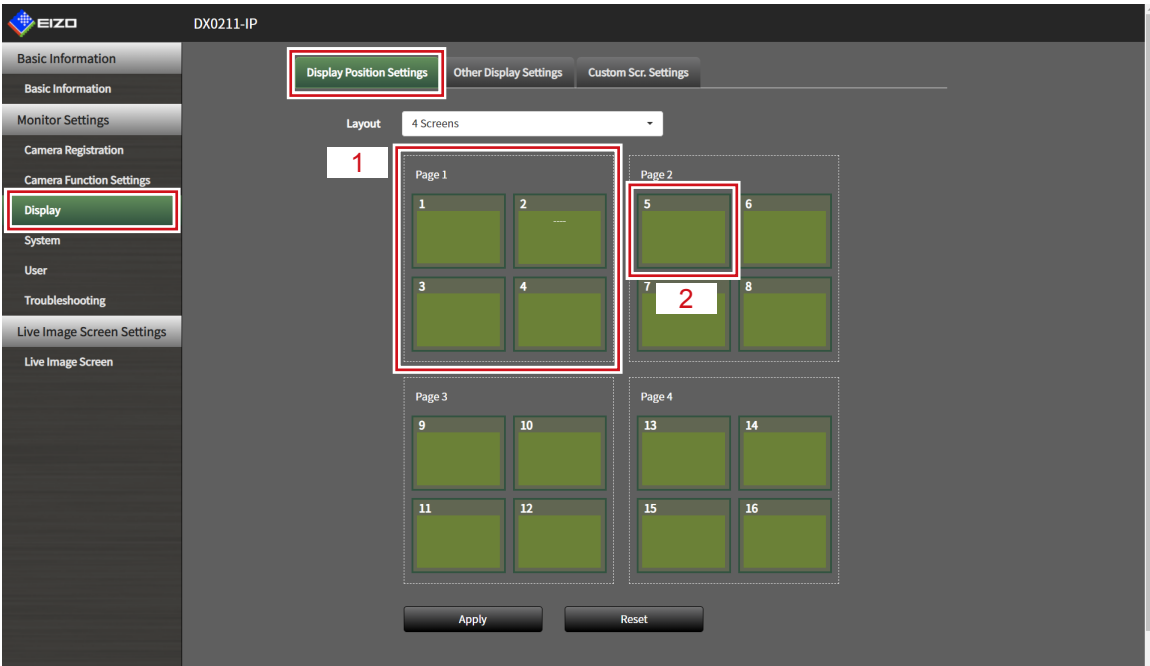 EIZO
DX0211-IP
Basic Information
Basic Information
Monitor Settings
Camera Registration
Camera Function Settings
Display
System
User
Troubleshooting
Live Image Screen Settings
Live Image Screen
Display Position Settings
Other Display Settings
Custom Scr. Settings
Layout
4 Screens
1
Page 1
1
2
----
3
4
Page 2
5
6
2
7
8
Page 3
9
10
11
12
Page 4
13
14
15
16
Apply
Reset